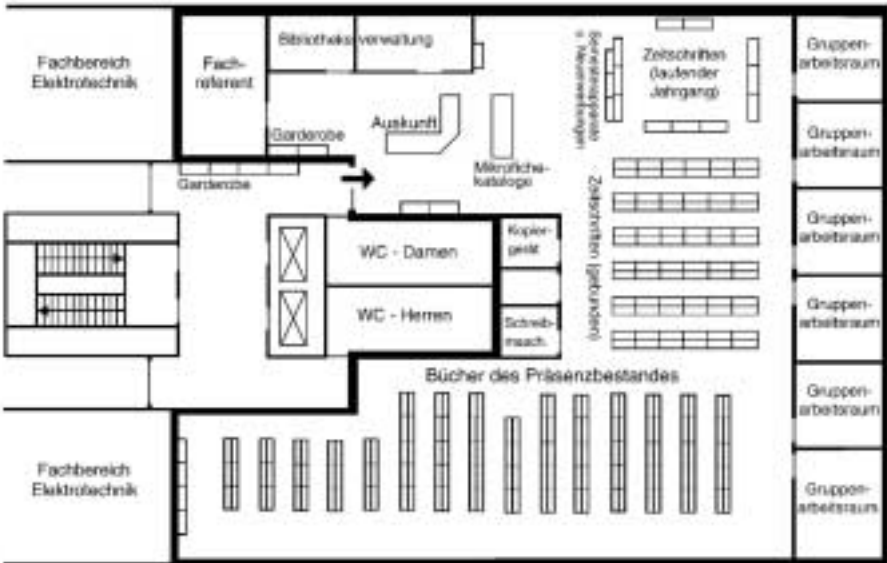 Fachbereich
Elektrotechnik
Fach-
referent
Bibliotheksverwaltung
Semesterapparate
u. Neuerwerbungen
Zeitschriften
(laufender
Jahrgang)
Gruppen-
arbeitsraum
Auskunft
Garderobe
Gruppen-
arbeitsraum
Mikrofiche-
kataloge
Garderobe
Zeitschriften (gebunden)
Gruppen-
arbeitsraum
Kopier-
gerät
WC - Damen
Gruppen-
arbeitsraum
WC - Herren
Schreib-
masch.
Bücher des Präsenzbestandes
Gruppen-
arbeitsraum
Fachbereich
Elektrotechnik
Gruppen-
arbeitsraum